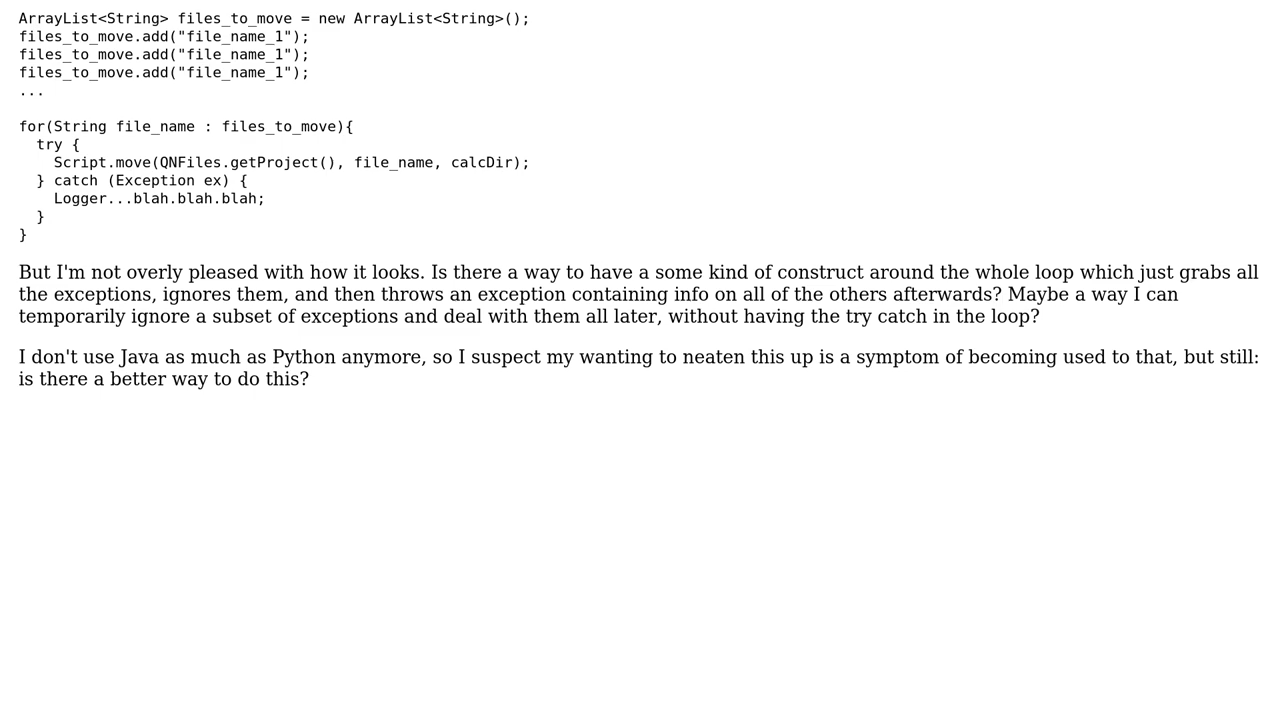 ArrayList<String> files_to_move = new ArrayList<String>();
files_to_move.add("file_name_1");
files_to_move.add("file_name_1");
files_to_move.add("file_name_1");
...
for(String file_name : files_to_move){
  try {
    Script.move(QNFiles.getProject(), file_name, calcDir);
  } catch (Exception ex) {
    Logger...blah.blah.blah;
  }
}
But I'm not overly pleased with how it looks. Is there a way to have a some kind of construct around the whole loop which just grabs all
the exceptions, ignores them, and then throws an exception containing info on all of the others afterwards? Maybe a way I can
temporarily ignore a subset of exceptions and deal with them all later, without having the try catch in the loop?
I don't use Java as much as Python anymore, so I suspect my wanting to neaten this up is a symptom of becoming used to that, but still:
is there a better way to do this?